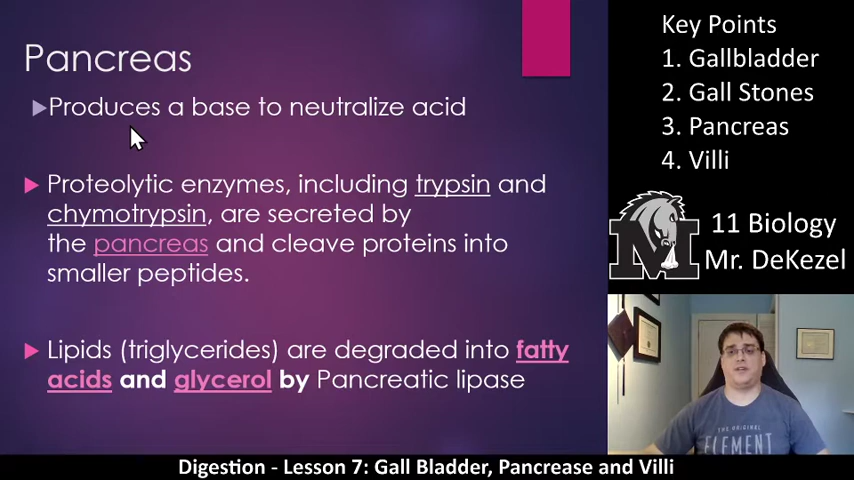 Pancreas
Produces a base to neutralize acid
Proteolytic enzymes, including trypsin and
chymotrypsin, are secreted by
the pancreas and cleave proteins into
smaller peptides.
Lipids (triglycerides) are degraded into fatty
acids and glycerol by Pancreatic lipase
Key Points
1. Gallbladder
2. Gall Stones
3. Pancreas
4. Villi
M
11 Biology
Mr. DeKezel
THE ORIGINAL
ELEMENT
Digestion - Lesson 7: Gall Bladder, Pancrease and Villi